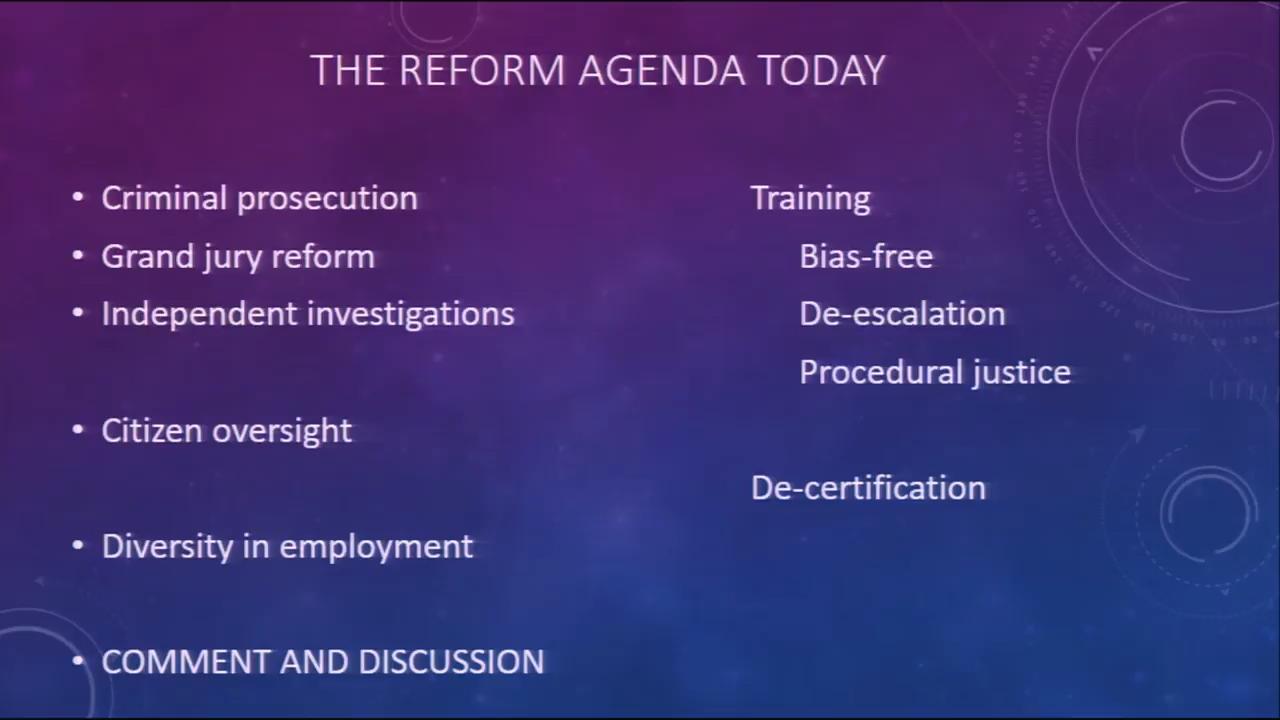 THE REFORM AGENDA TODAY
• Criminal prosecution
• Grand jury reform
• Independent investigations
• Citizen oversight
• Diversity in employment
• COMMENT AND DISCUSSION
Training
Bias-free
De-escalation
Procedural justice
De-certification